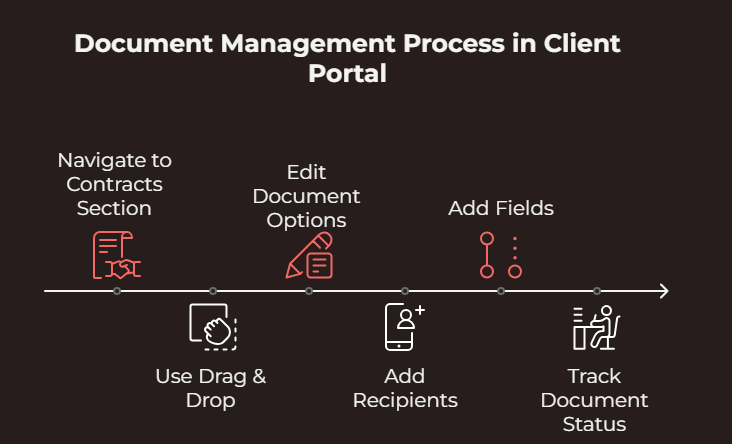 Document Management Process in Client
Portal
Navigate to
Contracts
Section
Use Drag &
Drop
Edit
Document
Options
Add
Recipients
Add Fields
Track
Document
Status